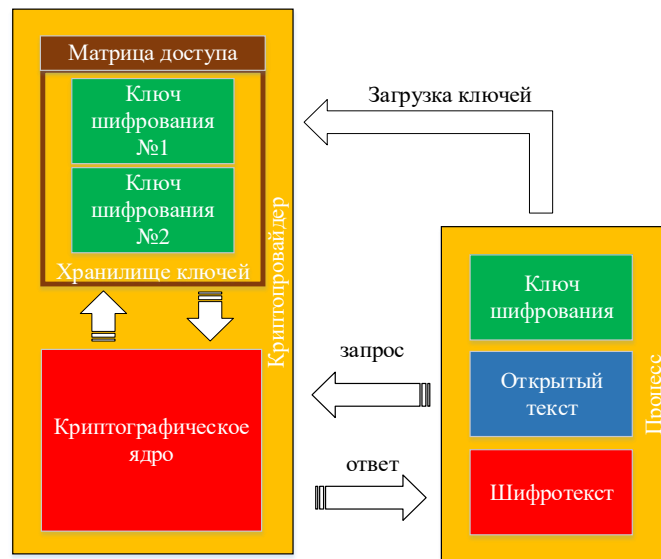 Матрица доступа
Ключ
шифрования
№1
Ключ
шифрования
№2
Хранилище ключей
Криптопровайдер
Криптографическое
ядро
Загрузка ключей
запрос
ответ
Ключ
шифрования
Открытый
текст
Шифротекст
Процесс